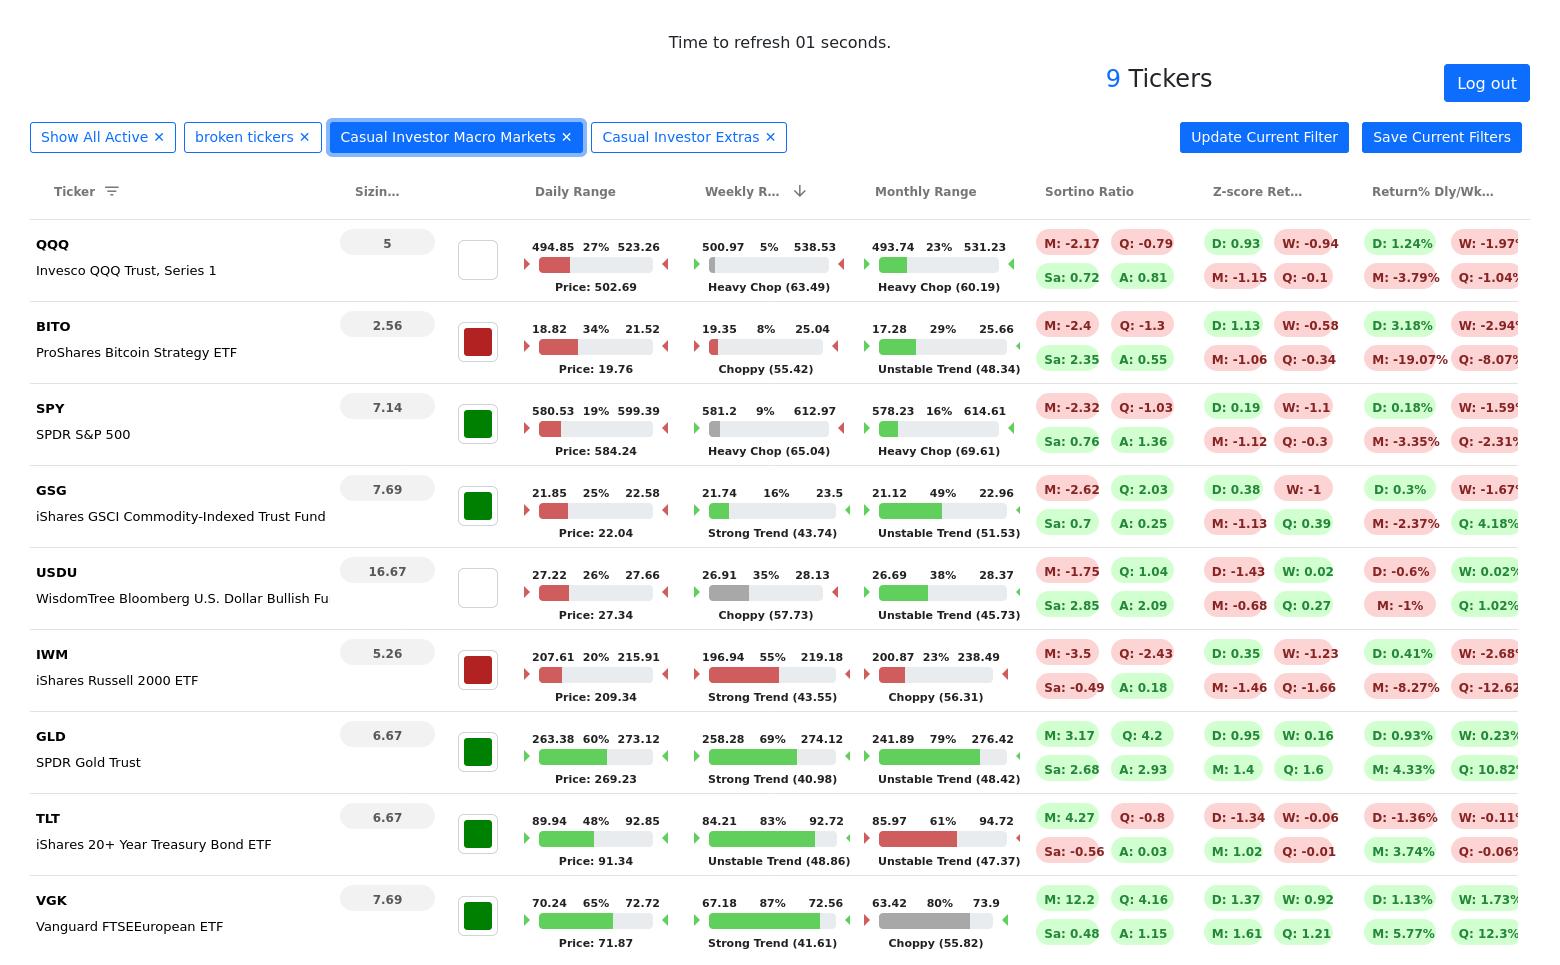 Time to refresh 01 seconds.
9 Tickers
Log out
Show All Active ✕ broken tickers ✕ Casual Investor Macro Markets ✕ Casual Investor Extras ✕ Update Current Filter Save Current Filters
Ticker Sizin... Daily Range Weekly R... Monthly Range Sortino Ratio Z-score Ret... Return% Dly/Wk...
QQQ 5 494.85 27% 523.26 500.97 5% 538.53 493.74 23% 531.23 M: -2.17 Q: -0.79 D: 0.93 W: -0.94 D: 1.24% W: -1.97%
Invesco QQQ Trust, Series 1 Price: 502.69 Heavy Chop (63.49) Heavy Chop (60.19) Sa: 0.72 A: 0.81 M: -1.15 Q: -0.1 M: -3.79% Q: -1.04%
BITO 2.56 18.82 34% 21.52 19.35 8% 25.04 17.28 29% 25.66 M: -2.4 Q: -1.3 D: 1.13 W: -0.58 D: 3.18% W: -2.94%
ProShares Bitcoin Strategy ETF Price: 19.76 Choppy (55.42) Unstable Trend (48.34) Sa: 2.35 A: 0.55 M: -1.06 Q: -0.34 M: -19.07% Q: -8.07%
SPY 7.14 580.53 19% 599.39 581.2 9% 612.97 578.23 16% 614.61 M: -2.32 Q: -1.03 D: 0.19 W: -1.1 D: 0.18% W: -1.59%
SPDR S&P 500 Price: 584.24 Heavy Chop (65.04) Heavy Chop (69.61) Sa: 0.76 A: 1.36 M: -1.12 Q: -0.3 M: -3.35% Q: -2.31%
GSG 7.69 21.85 25% 22.58 21.74 16% 23.5 21.12 49% 22.96 M: -2.62 Q: 2.03 D: 0.38 W: -1 D: 0.3% W: -1.67%
iShares GSCI Commodity-Indexed Trust Fund Price: 22.04 Strong Trend (43.74) Unstable Trend (51.53) Sa: 0.7 A: 0.25 M: -1.13 Q: 0.39 M: -2.37% Q: 4.18%
USDU 16.67 27.22 26% 27.66 26.91 35% 28.13 26.69 38% 28.37 M: -1.75 Q: 1.04 D: -1.43 W: 0.02 D: -0.6% W: 0.02%
WisdomTree Bloomberg U.S. Dollar Bullish Fu Price: 27.34 Choppy (57.73) Unstable Trend (45.73) Sa: 2.85 A: 2.09 M: -0.68 Q: 0.27 M: -1% Q: 1.02%
IWM 5.26 207.61 20% 215.91 196.94 55% 219.18 200.87 23% 238.49 M: -3.5 Q: -2.43 D: 0.35 W: -1.23 D: 0.41% W: -2.68%
iShares Russell 2000 ETF Price: 209.34 Strong Trend (43.55) Choppy (56.31) Sa: -0.49 A: 0.18 M: -1.46 Q: -1.66 M: -8.27% Q: -12.62
GLD 6.67 263.38 60% 273.12 258.28 69% 274.12 241.89 79% 276.42 M: 3.17 Q: 4.2 D: 0.95 W: 0.16 D: 0.93% W: 0.23%
SPDR Gold Trust Price: 269.23 Strong Trend (40.98) Unstable Trend (48.42) Sa: 2.68 A: 2.93 M: 1.4 Q: 1.6 M: 4.33% Q: 10.82%
TLT 6.67 89.94 48% 92.85 84.21 83% 92.72 85.97 61% 94.72 M: 4.27 Q: -0.8 D: -1.34 W: -0.06 D: -1.36% W: -0.11%
iShares 20+ Year Treasury Bond ETF Price: 91.34 Unstable Trend (48.86) Unstable Trend (47.37) Sa: -0.56 A: 0.03 M: 1.02 Q: -0.01 M: 3.74% Q: -0.06%
VGK 7.69 70.24 65% 72.72 67.18 87% 72.56 63.42 80% 73.9 M: 12.2 Q: 4.16 D: 1.37 W: 0.92 D: 1.13% W: 1.73%
Vanguard FTSEEuropean ETF Price: 71.87 Strong Trend (41.61) Choppy (55.82) Sa: 0.48 A: 1.15 M: 1.61 Q: 1.21 M: 5.77% Q: 12.3%